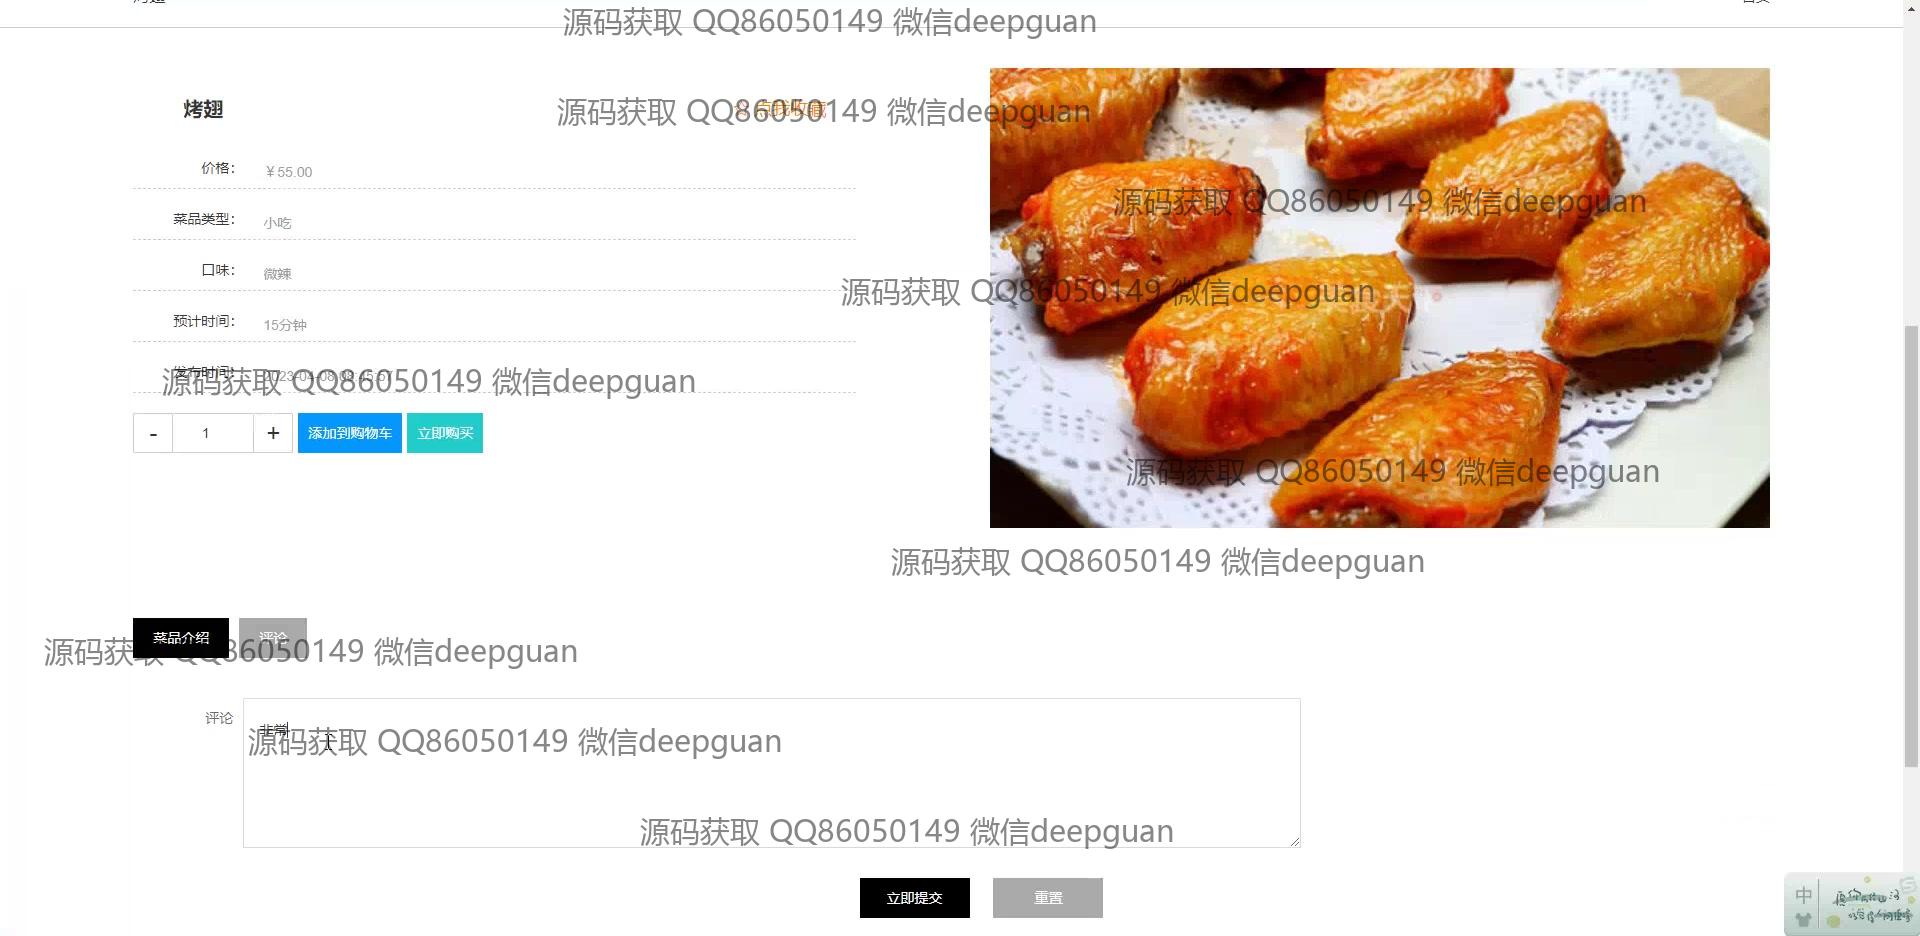 源码获取 QQ86050149 微信deepguan
烤翅
源码获取 QQ86050149 微信deepguan
点我收藏
价格： ￥55.00
源码获取 QQ86050149 微信deepguan
菜品类型： 小吃
口味： 微辣
源码获取 QQ86050149 微信deepguan
预计时间： 15分钟
发布时间：
源码获取 QQ86050149 微信deepguan
- 1 + 添加到购物车 立即购买
源码获取 QQ86050149 微信deepguan
源码获取 QQ86050149 微信deepguan
菜品介绍 评论
源码获取 QQ86050149 微信deepguan
评论 非常
源码获取 QQ86050149 微信deepguan
源码获取 QQ86050149 微信deepguan
立即提交 重置
中